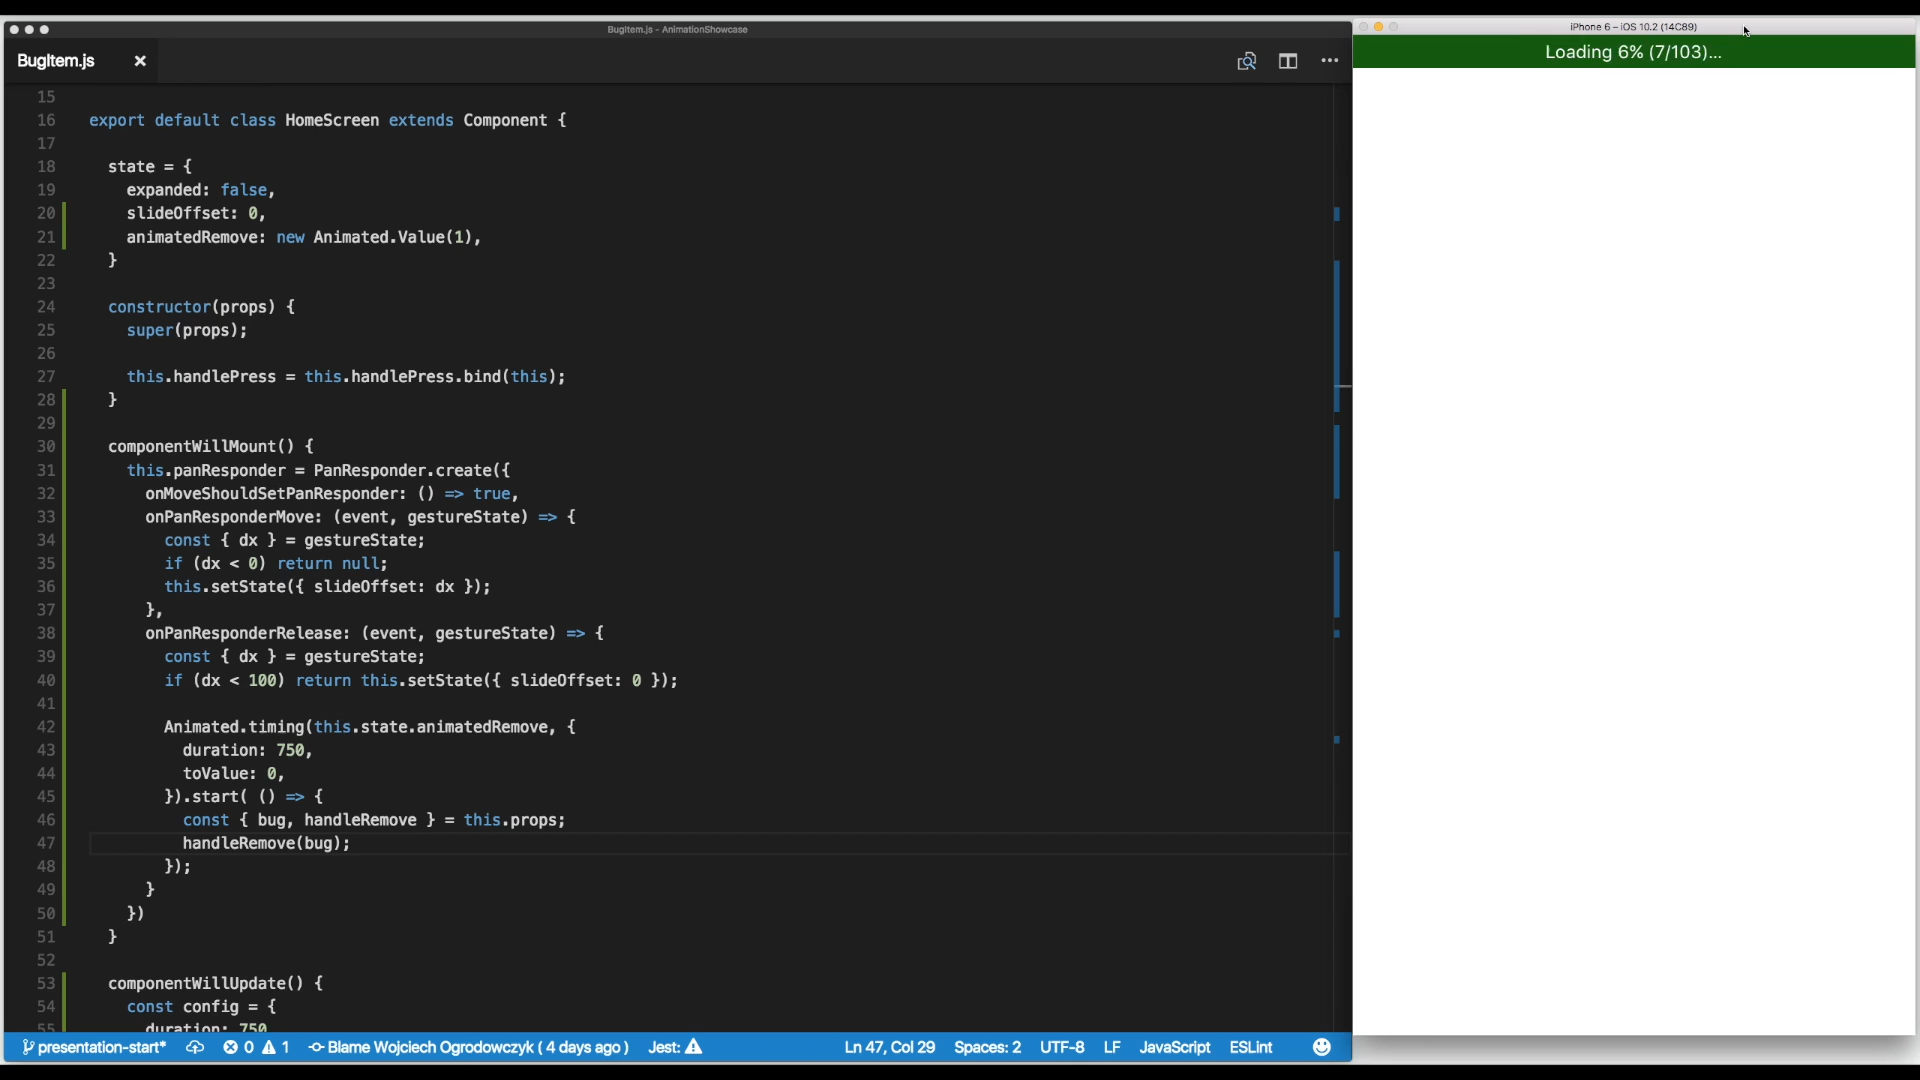 BugItem.js - AnimationShowcase
BugItem.js
15
16 export default class HomeScreen extends Component {
17
18 state = {
19 expanded: false,
20 slideOffset: 0,
21 animatedRemove: new Animated.Value(1),
22 }
23
24 constructor(props) {
25 super(props);
26
27 this.handlePress = this.handlePress.bind(this);
28 }
29
30 componentWillMount() {
31 this.panResponder = PanResponder.create({
32 onMoveShouldSetPanResponder: () => true,
33 onPanResponderMove: (event, gestureState) => {
34 const { dx } = gestureState;
35 if (dx < 0) return null;
36 this.setState({ slideOffset: dx });
37 },
38 onPanResponderRelease: (event, gestureState) => {
39 const { dx } = gestureState;
40 if (dx < 100) return this.setState({ slideOffset: 0 });
41
42 Animated.timing(this.state.animatedRemove, {
43 duration: 750,
44 toValue: 0,
45 }).start( () => {
46 const { bug, handleRemove } = this.props;
47 handleRemove(bug);
48 });
49 }
50 })
51 }
52
53 componentWillUpdate() {
54 const config = {
55 duration: 750
presentation-start* 0 1 Blame Wojciech Ogrodowczyk ( 4 days ago ) Jest: Ln 47, Col 29 Spaces: 2 UTF-8 LF JavaScript ESLint
iPhone 6 – iOS 10.2 (14C89)
Loading 6% (7/103)...